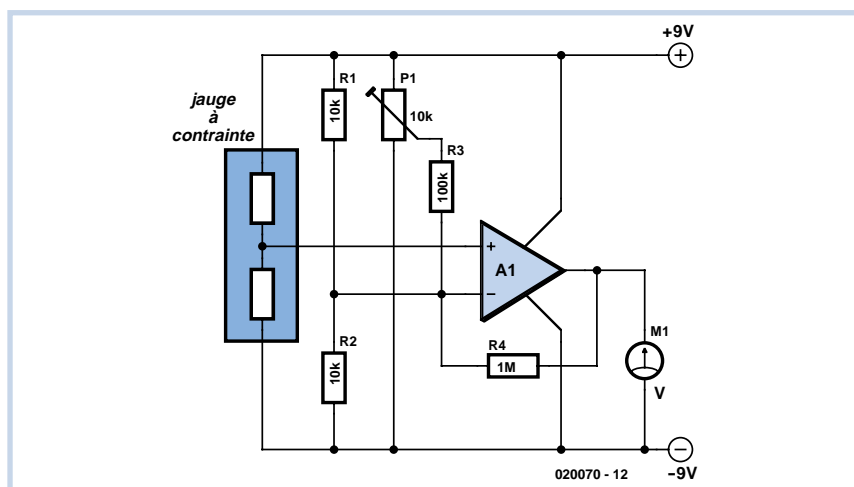 +9V
+
jauge
à
contrainte
R1
10k
P1
10k
R3
100k
+
A1
−
R4
1M
R2
10k
M1
V
020070 - 12
−
−9V